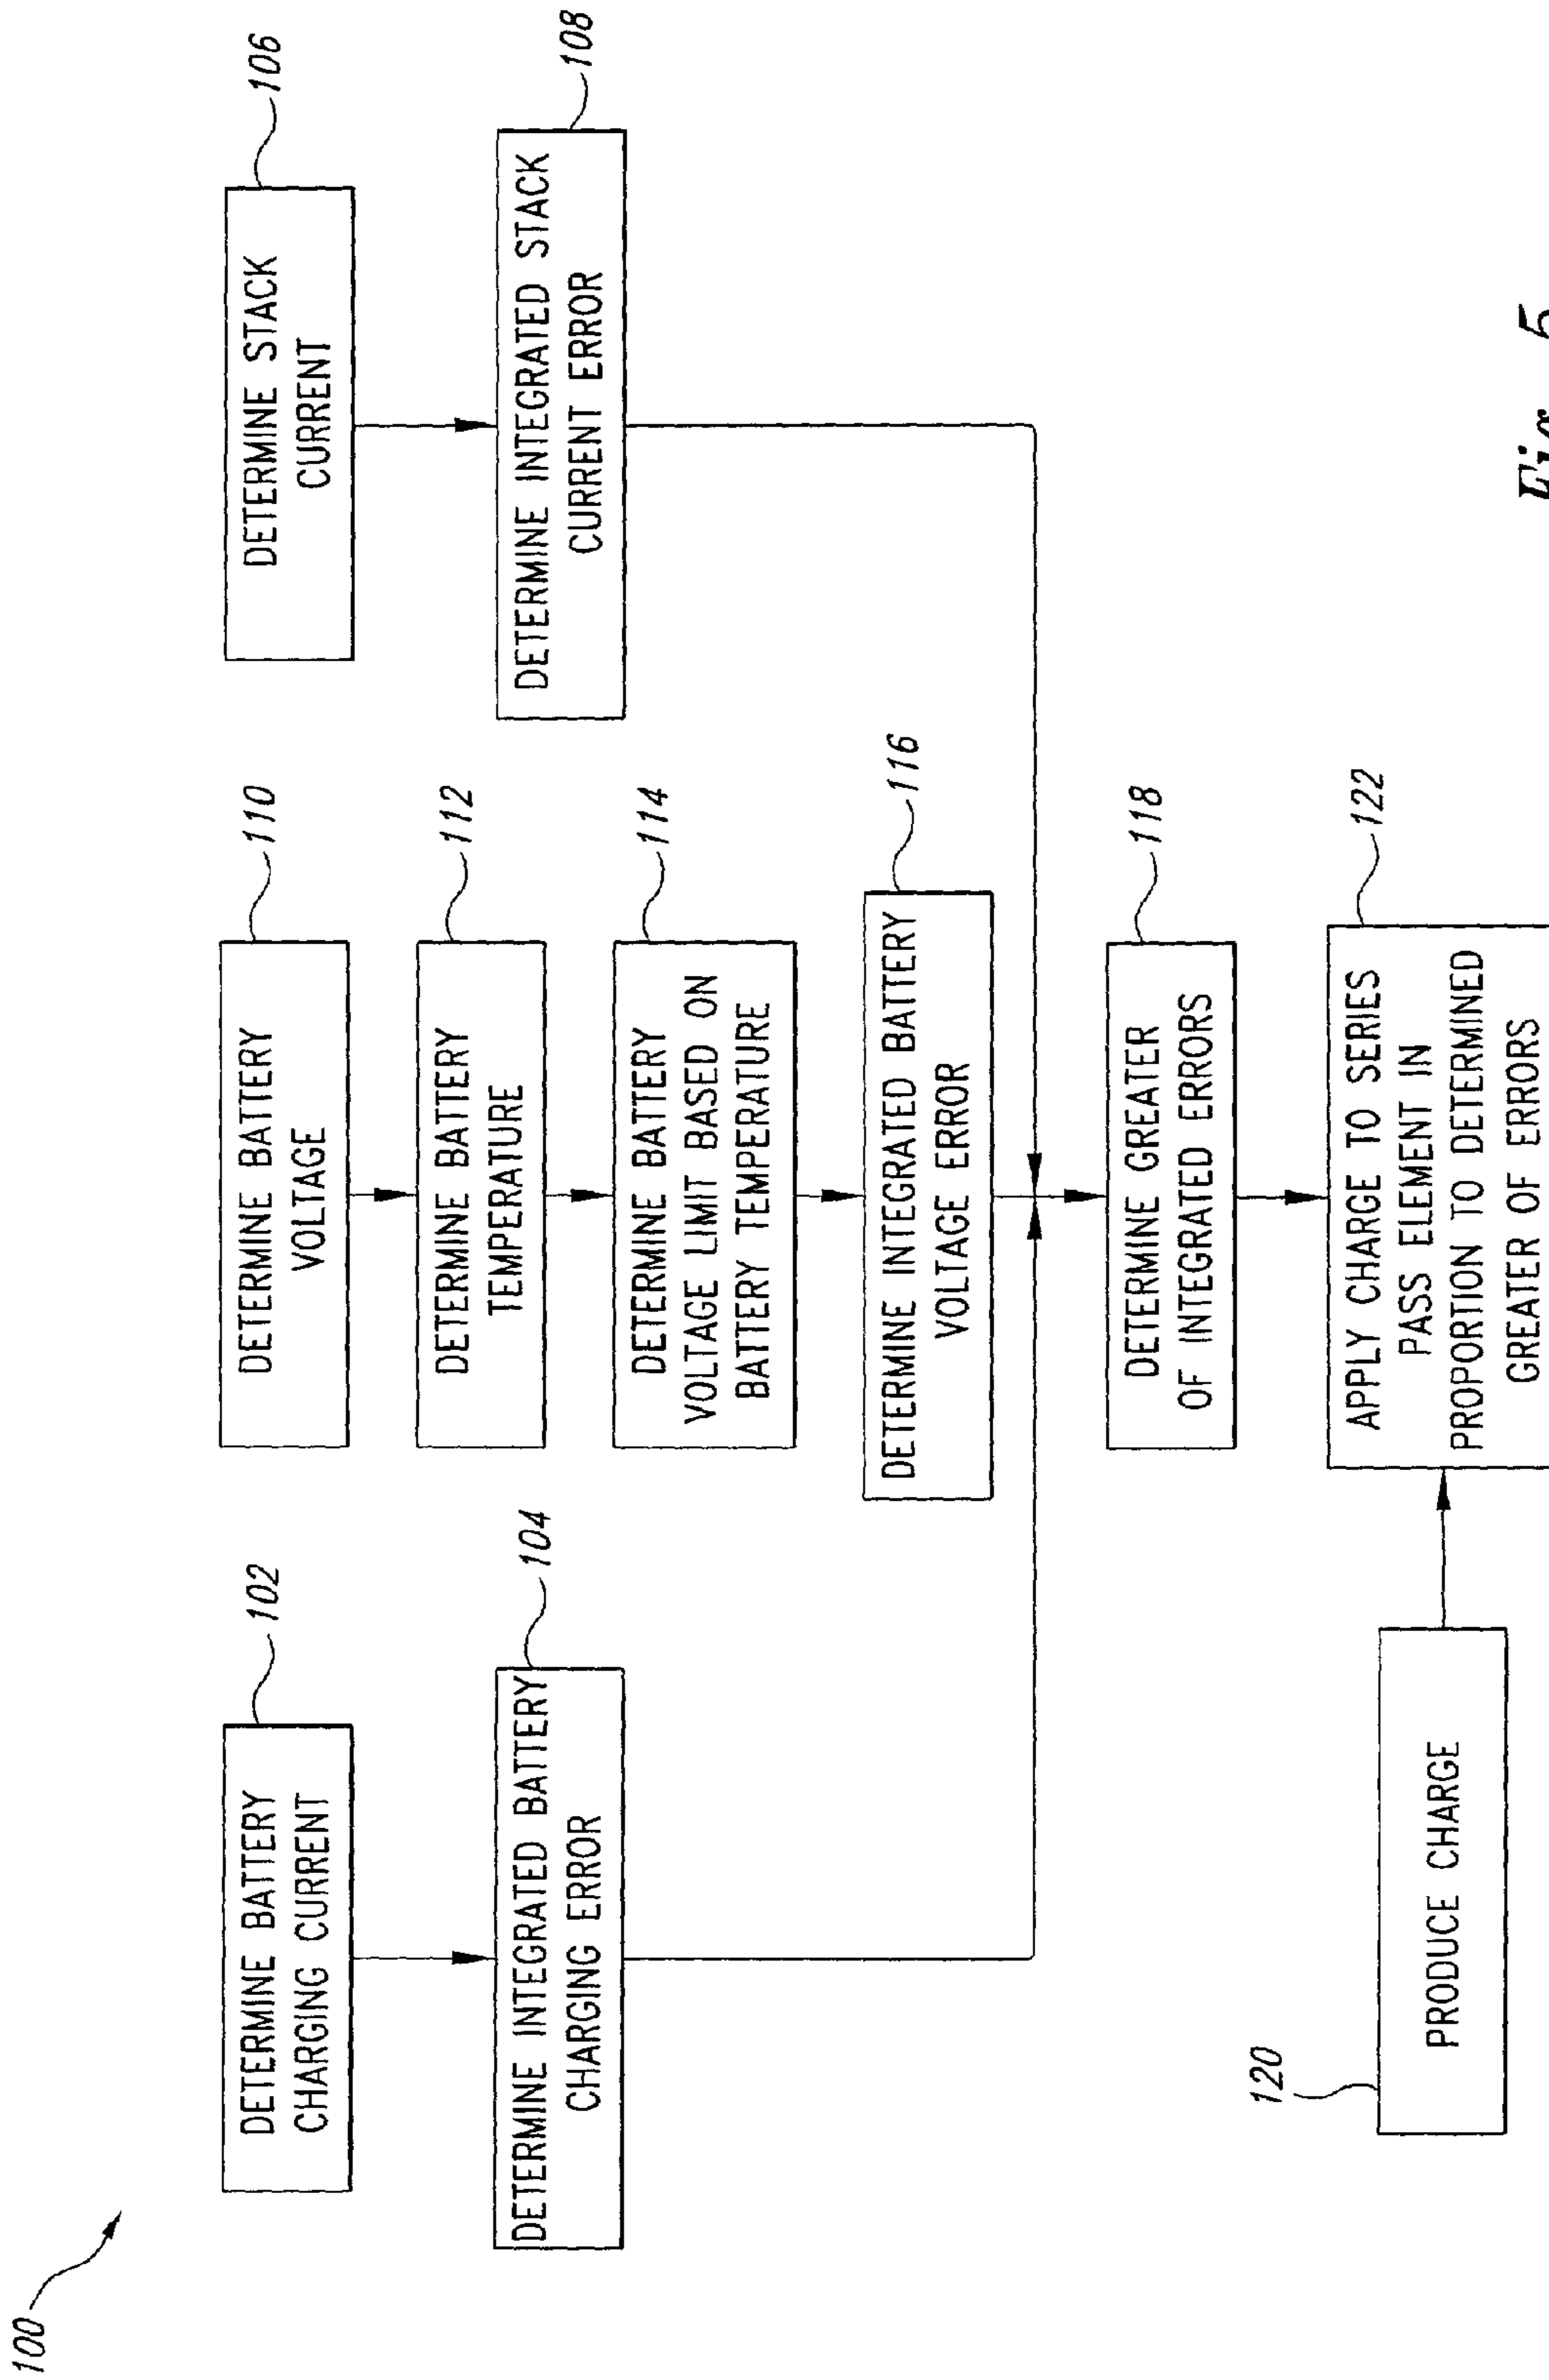 100
102
DETERMINE BATTERY
CHARGING CURRENT
104
DETERMINE INTEGRATED BATTERY
CHARGING ERROR
110
DETERMINE BATTERY
VOLTAGE
112
DETERMINE BATTERY
TEMPERATURE
114
DETERMINE BATTERY
VOLTAGE LIMIT BASED ON
BATTERY TEMPERATURE
116
DETERMINE INTEGRATED BATTERY
VOLTAGE ERROR
106
DETERMINE STACK
CURRENT
108
DETERMINE INTEGRATED STACK
CURRENT ERROR
118
DETERMINE GREATER
OF INTEGRATED ERRORS
120
PRODUCE CHARGE
122
APPLY CHARGE TO SERIES
PASS ELEMENT IN
PROPORTION TO DETERMINED
GREATER OF ERRORS
Fig. 5